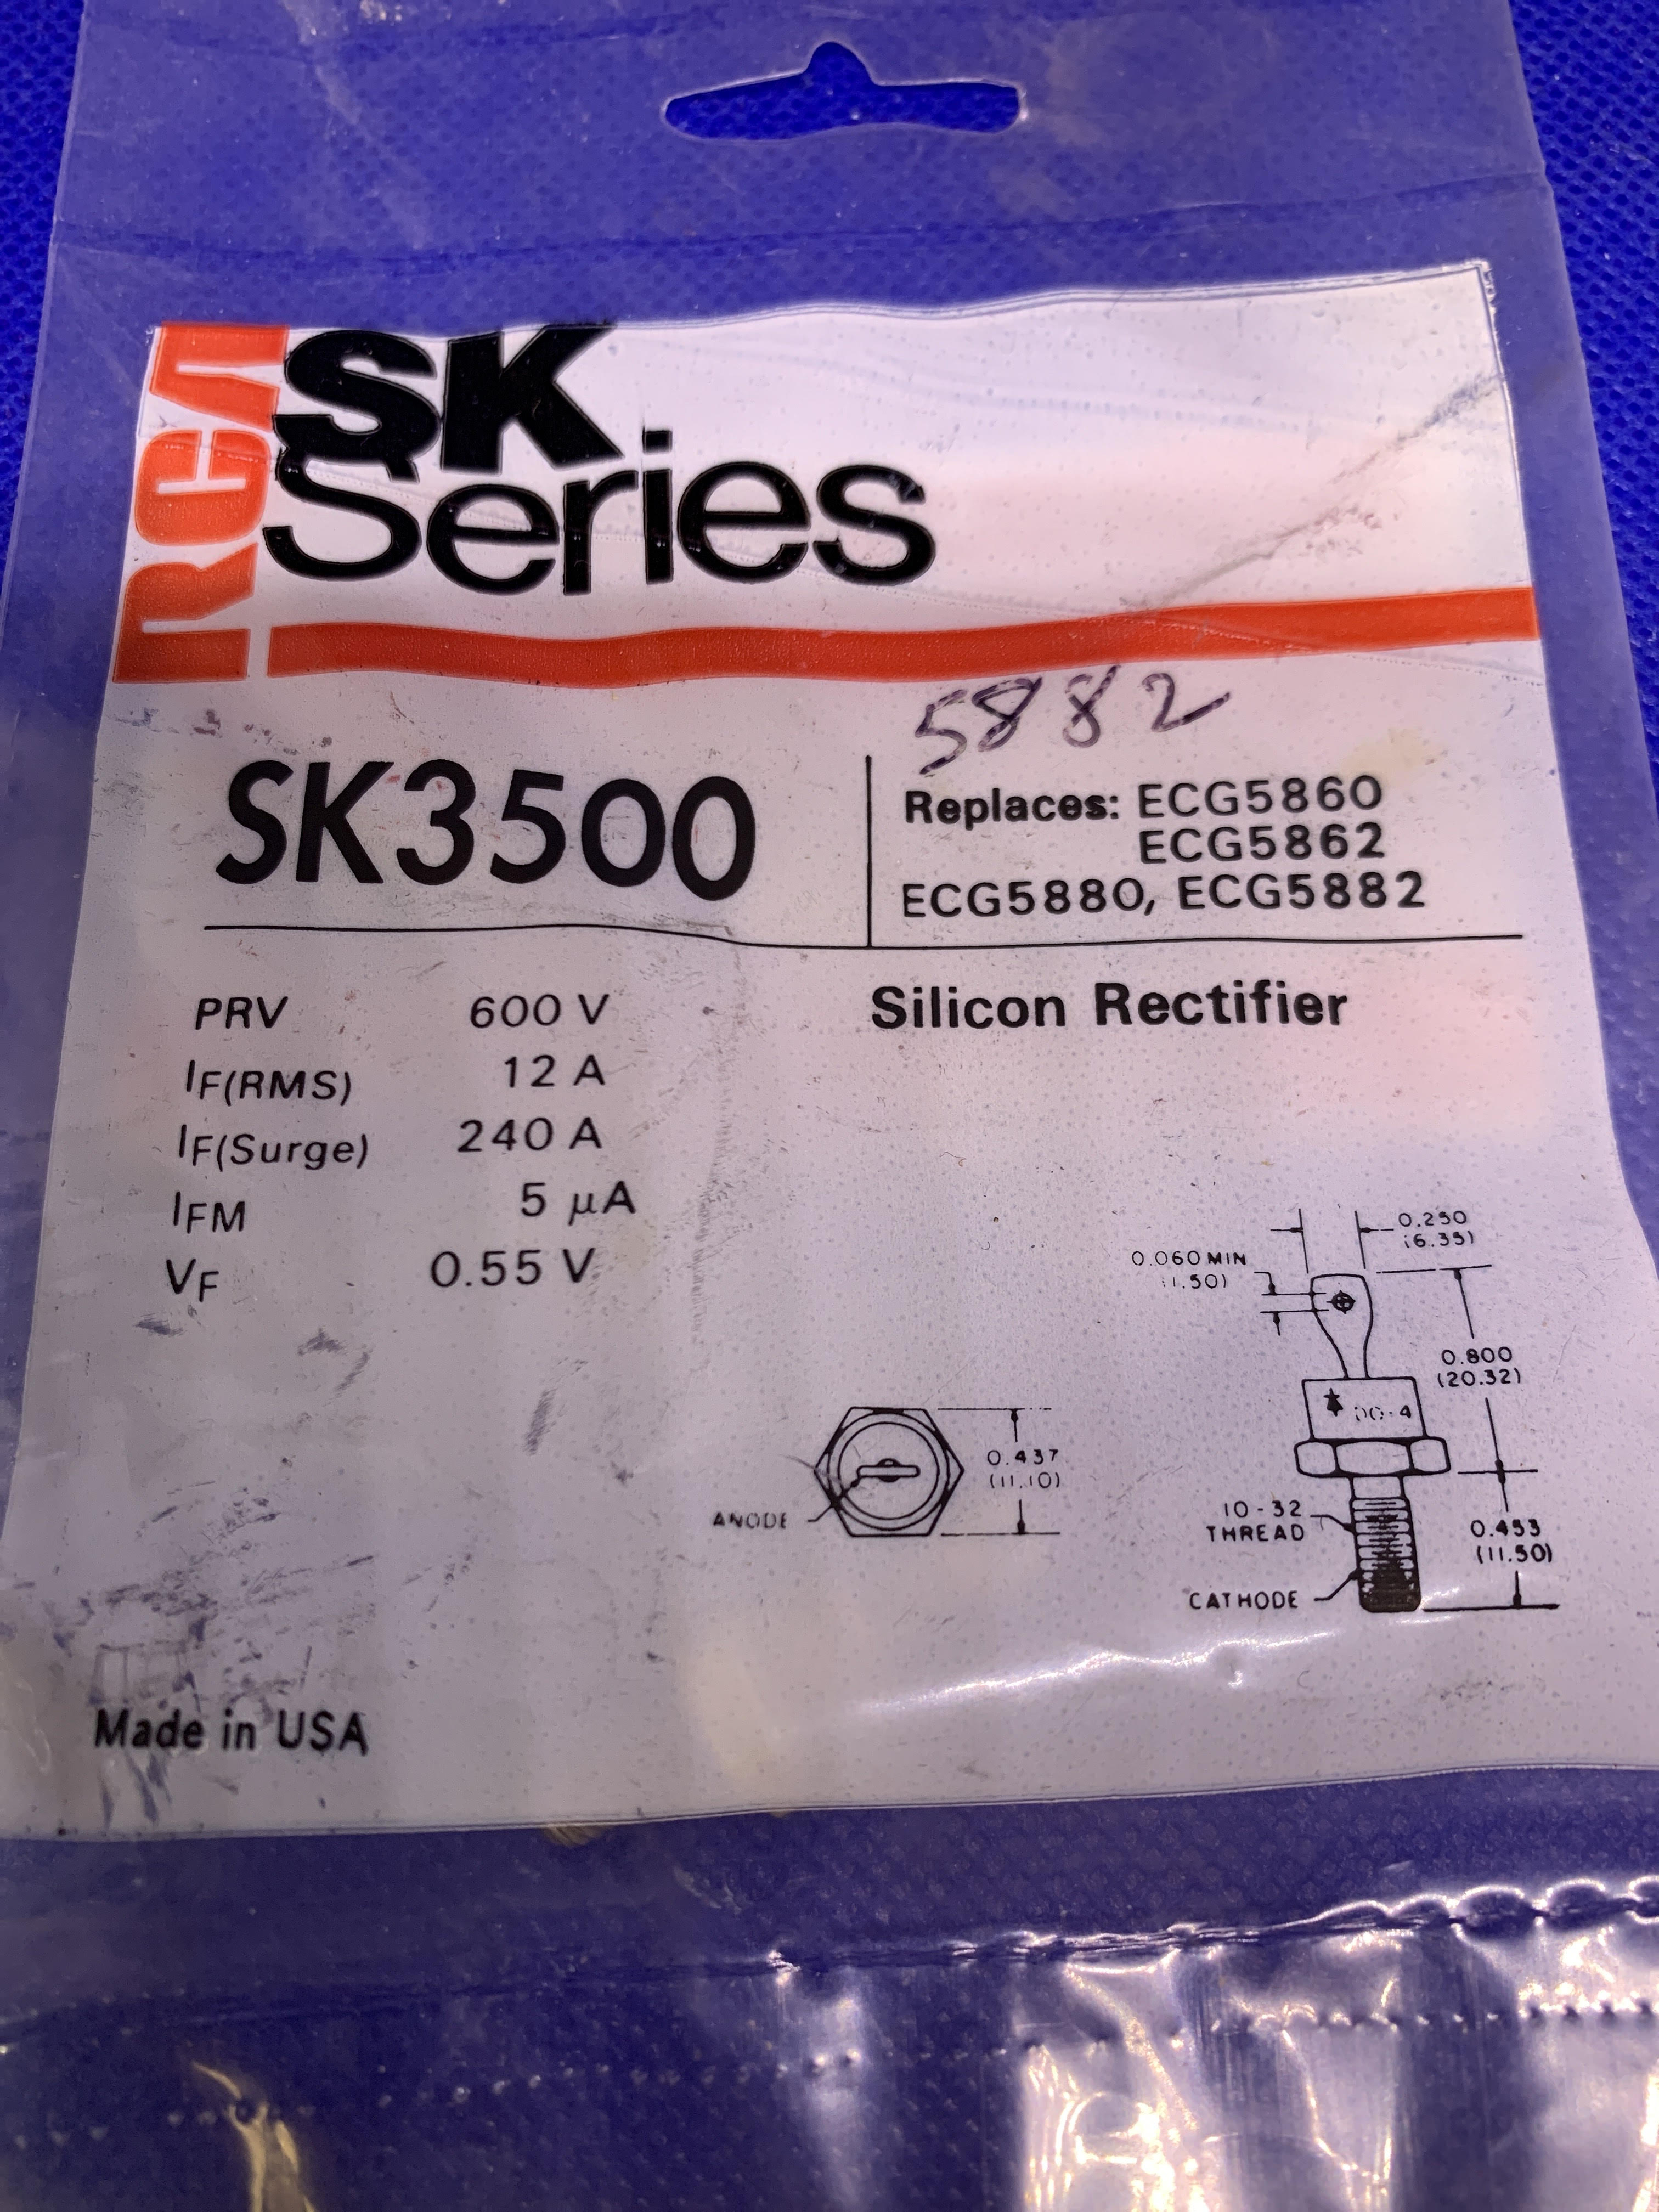 RCA
SK
Series
5882
SK3500
Replaces: ECG5860
ECG5862
ECG5880, ECG5882
PRV 600 V
IF(RMS) 12 A
IF(Surge) 240 A
IFM 5 µA
VF 0.55 V
Silicon Rectifier
0.250
(6.35)
0.060 MIN
(1.50)
0.800
(20.32)
DO-4
0.437
(11.10)
ANODE
10-32
THREAD
0.453
(11.50)
CATHODE
Made in USA